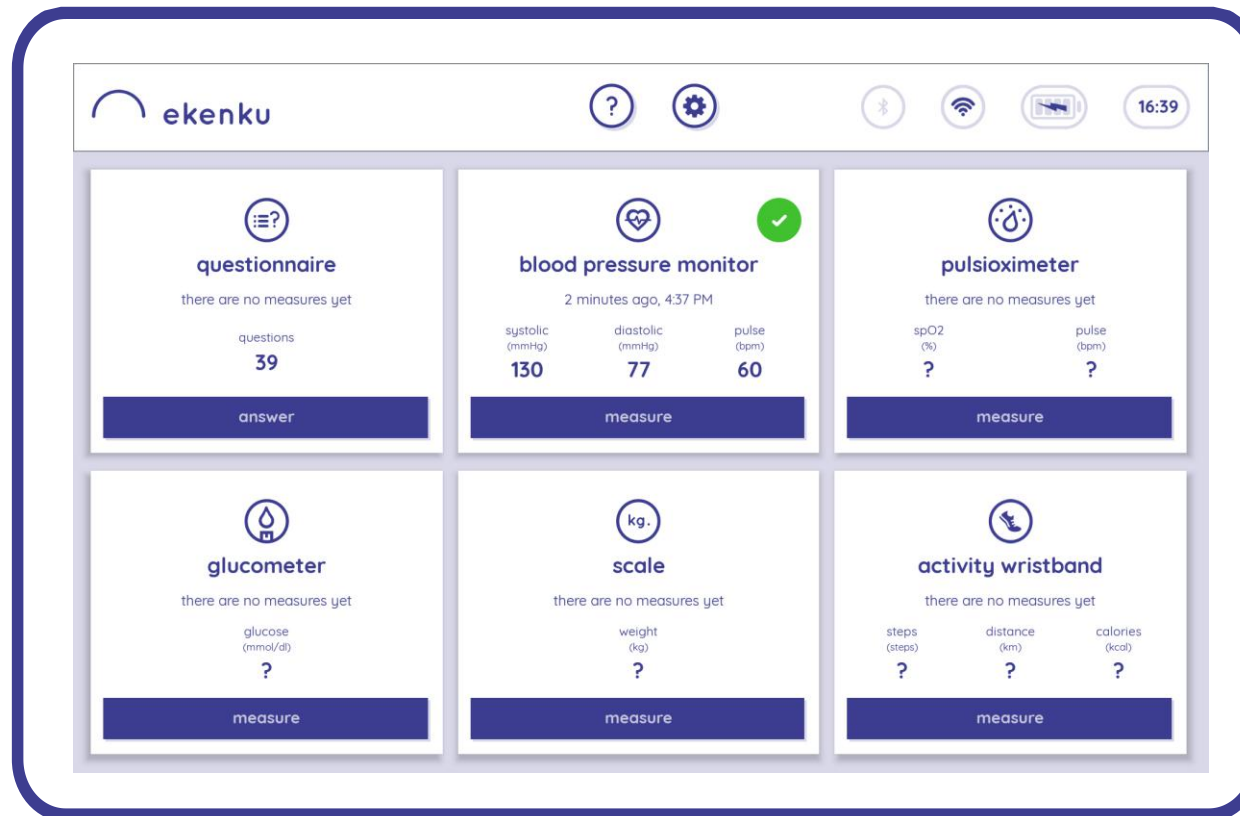 ekenku
?
16:39
?
questionnaire
there are no measures yet
questions
39
answer
blood pressure monitor
2 minutes ago, 4:37 PM
systolic diastolic pulse
(mmHg) (mmHg) (bpm)
130 77 60
measure
pulsioximeter
there are no measures yet
spO2 pulse
(%) (bpm)
? ?
measure
glucometer
there are no measures yet
glucose
(mmol/dl)
?
measure
kg.
scale
there are no measures yet
weight
(kg)
?
measure
activity wristband
there are no measures yet
steps distance calories
(steps) (km) (kcal)
? ? ?
measure